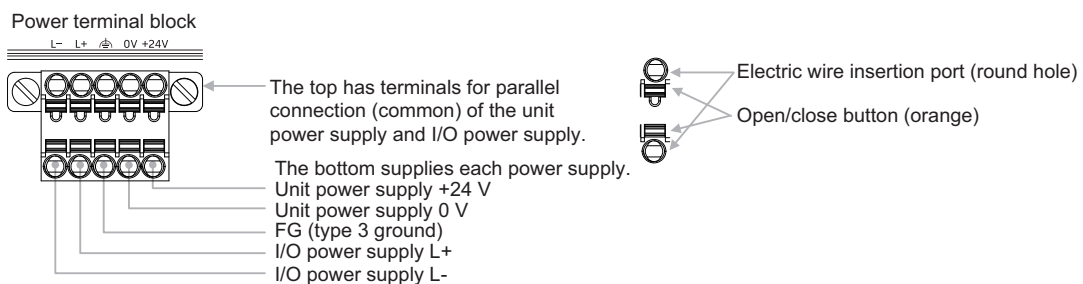 Power terminal block
L- L+ 0V +24V
The top has terminals for parallel
connection (common) of the unit
power supply and I/O power supply.
The bottom supplies each power supply.
Unit power supply +24 V
Unit power supply 0 V
FG (type 3 ground)
I/O power supply L+
I/O power supply L-
Electric wire insertion port (round hole)
Open/close button (orange)